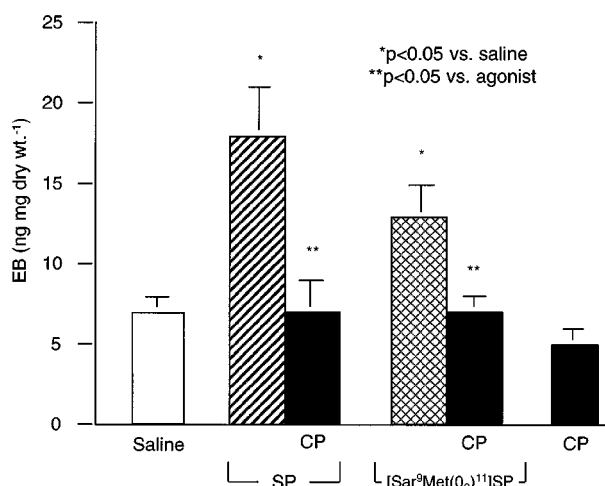 25
*p<0.05 vs. saline
**p<0.05 vs. agonist
20
15
10
5
0
EB (ng mg dry wt.⁻¹)
*
**
*
**
Saline CP CP CP
SP [Sar⁹Met(0₂)¹¹]SP